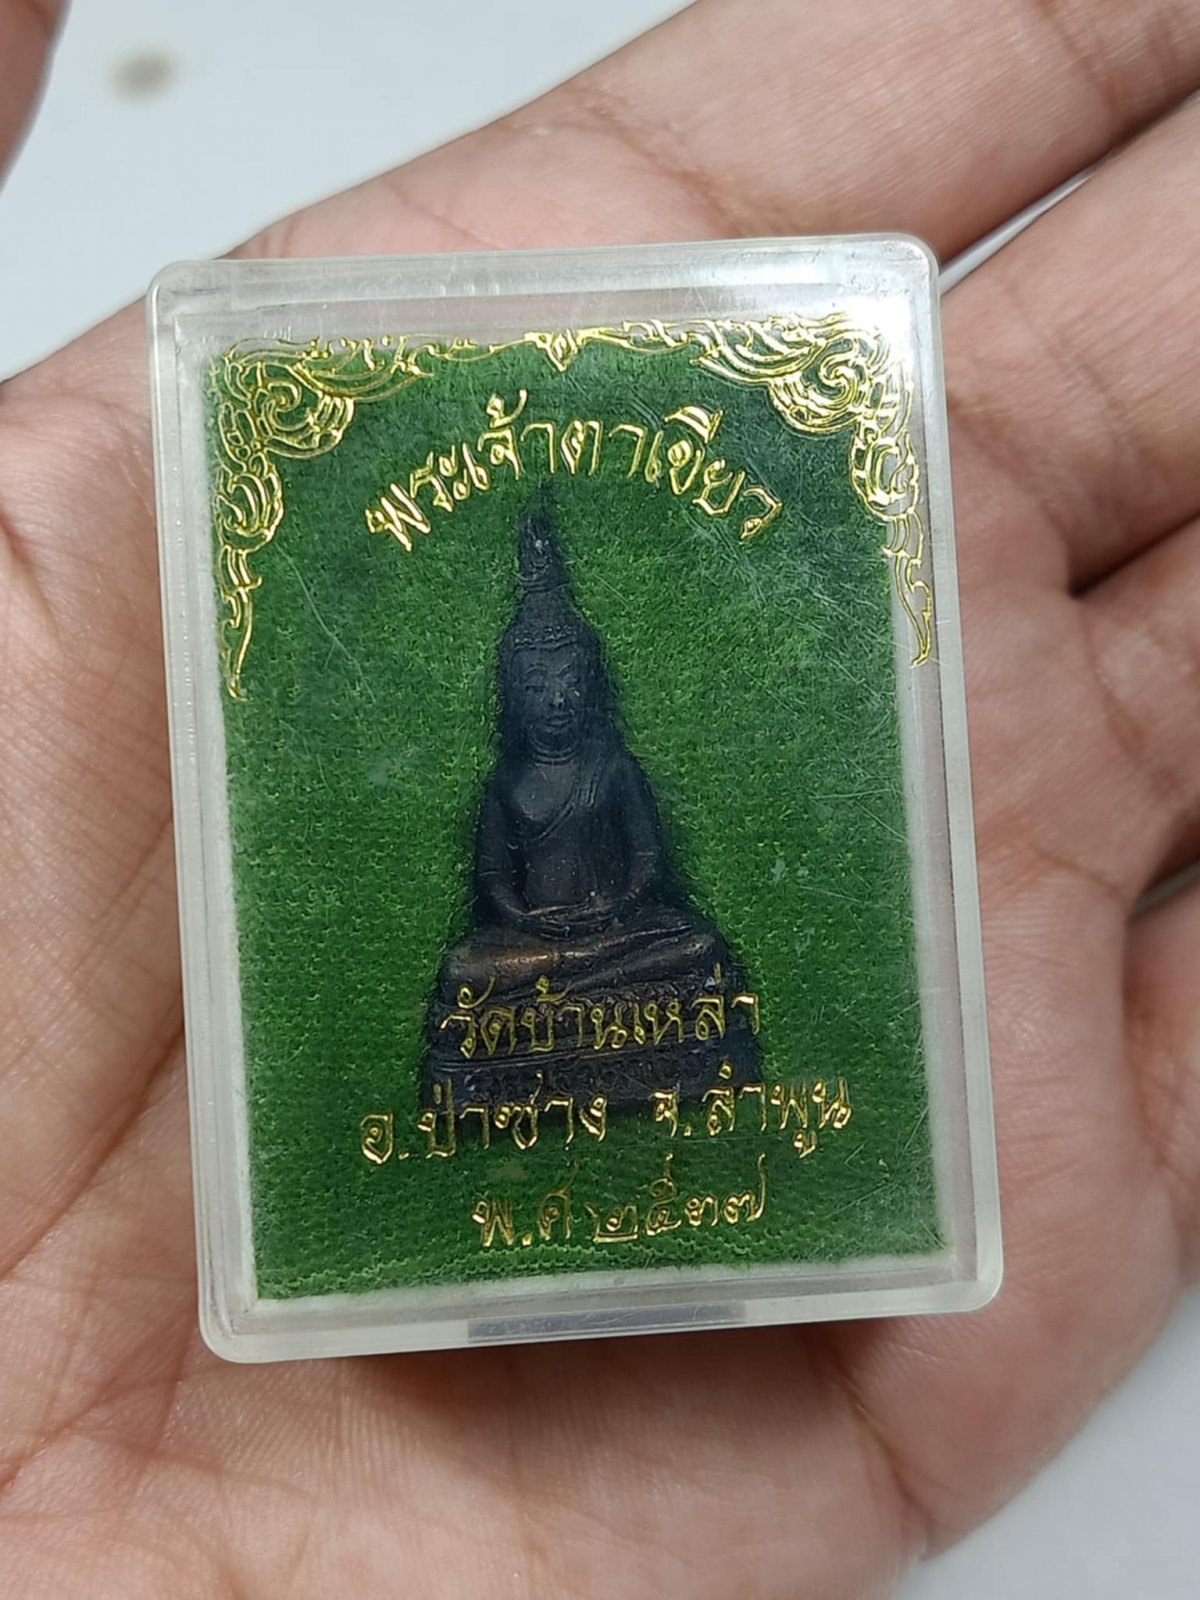 พระเจ้าตาเขียว
วัดบ้านเหล่า
อ.ป่าซ่าง จ.ลำพูน
พ.ศ ๒๕๓๗